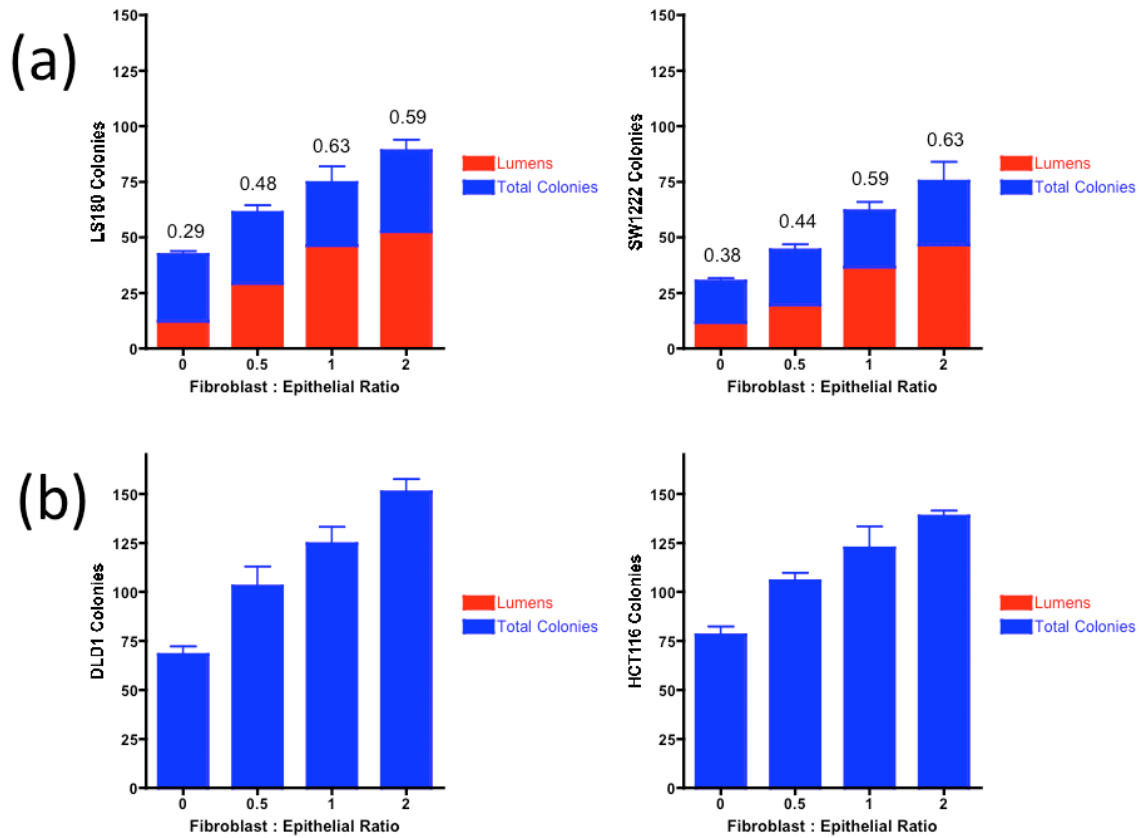 (a)
LS180 Colonies
150
125
100
75
50
25
0
0.29
0.48
0.63
0.59
0 0.5 1 2
Fibroblast : Epithelial Ratio
Lumens
Total Colonies
SW1222 Colonies
150
125
100
75
50
25
0
0.38
0.44
0.59
0.63
0 0.5 1 2
Fibroblast : Epithelial Ratio
Lumens
Total Colonies
(b)
DLD1 Colonies
150
125
100
75
50
25
0
0 0.5 1 2
Fibroblast : Epithelial Ratio
Lumens
Total Colonies
HCT116 Colonies
150
125
100
75
50
25
0
0 0.5 1 2
Fibroblast : Epithelial Ratio
Lumens
Total Colonies